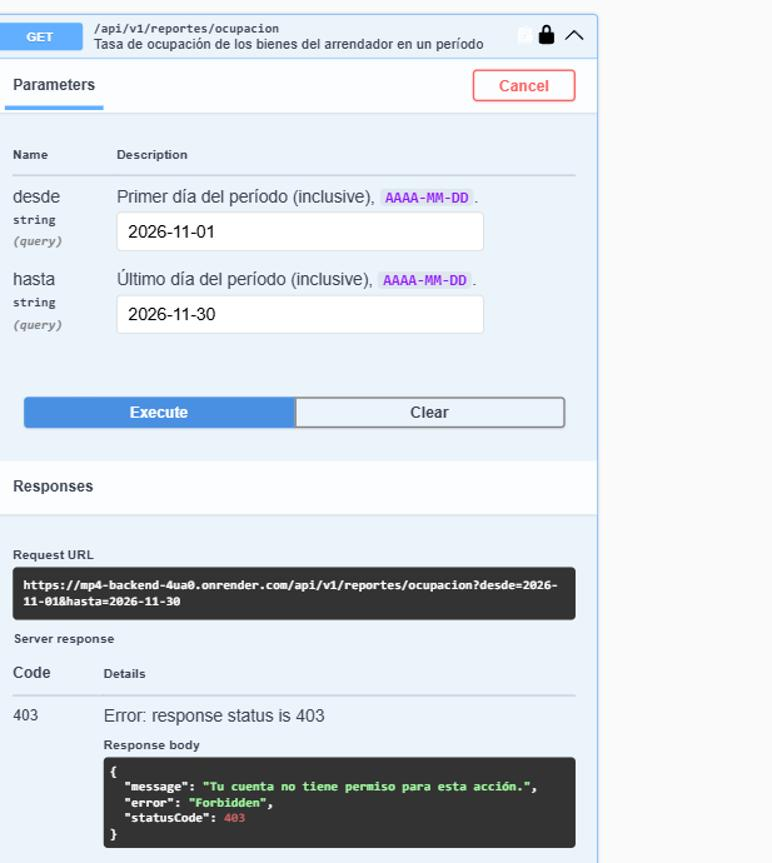 GET
/api/v1/reportes/ocupacion
Tasa de ocupación de los bienes del arrendador en un período
Parameters
Cancel
Name
Description
desde
string
(query)
Primer día del período (inclusive), AAAA-MM-DD .
2026-11-01
hasta
string
(query)
Último día del período (inclusive), AAAA-MM-DD .
2026-11-30
Execute
Clear
Responses
Request URL
https://mp4-backend-4ua0.onrender.com/api/v1/reportes/ocupacion?desde=2026-
11-01&hasta=2026-11-30
Server response
Code
Details
403
Error: response status is 403
Response body
{
  "message": "Tu cuenta no tiene permiso para esta acción.",
  "error": "Forbidden",
  "statusCode": 403
}